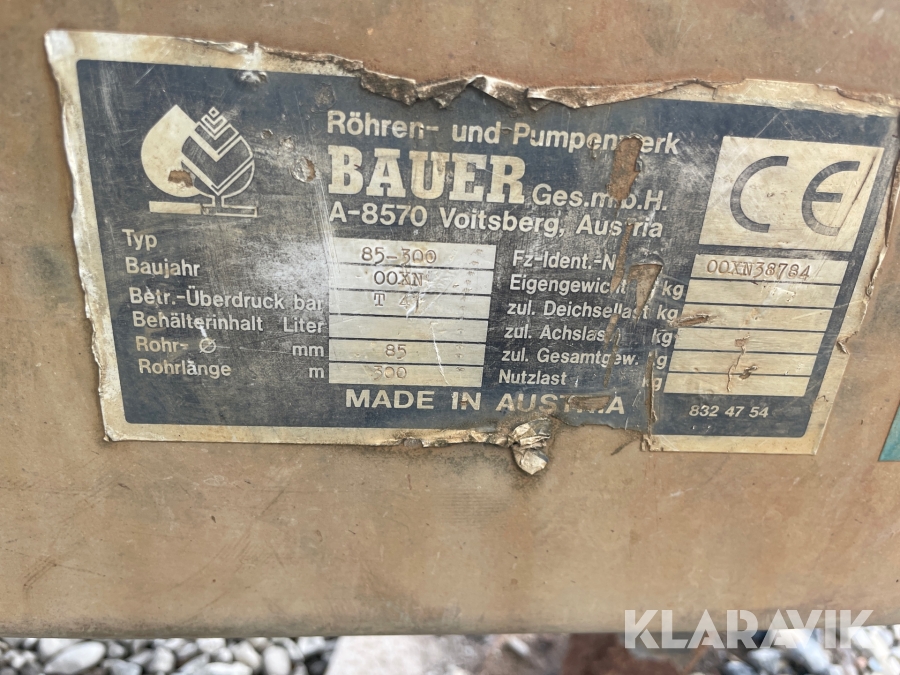 Röhren- und Pumpenwerk
BAUER Ges.m.b.H.
A-8570 Voitsberg, Austria
CE
Typ 85-300
Baujahr 00XN
Betr.-Überdruck bar
Behälterinhalt Liter
Rohr- Ø mm 85
Rohrlänge m 300
Fz-Ident.-N 00XN38784
Eigengewicht kg
zul. Deichsellast kg
zul. Achslast kg
zul. Gesamtgew. kg
Nutzlast kg
MADE IN AUSTRIA
832 47 54
KLARAVIK